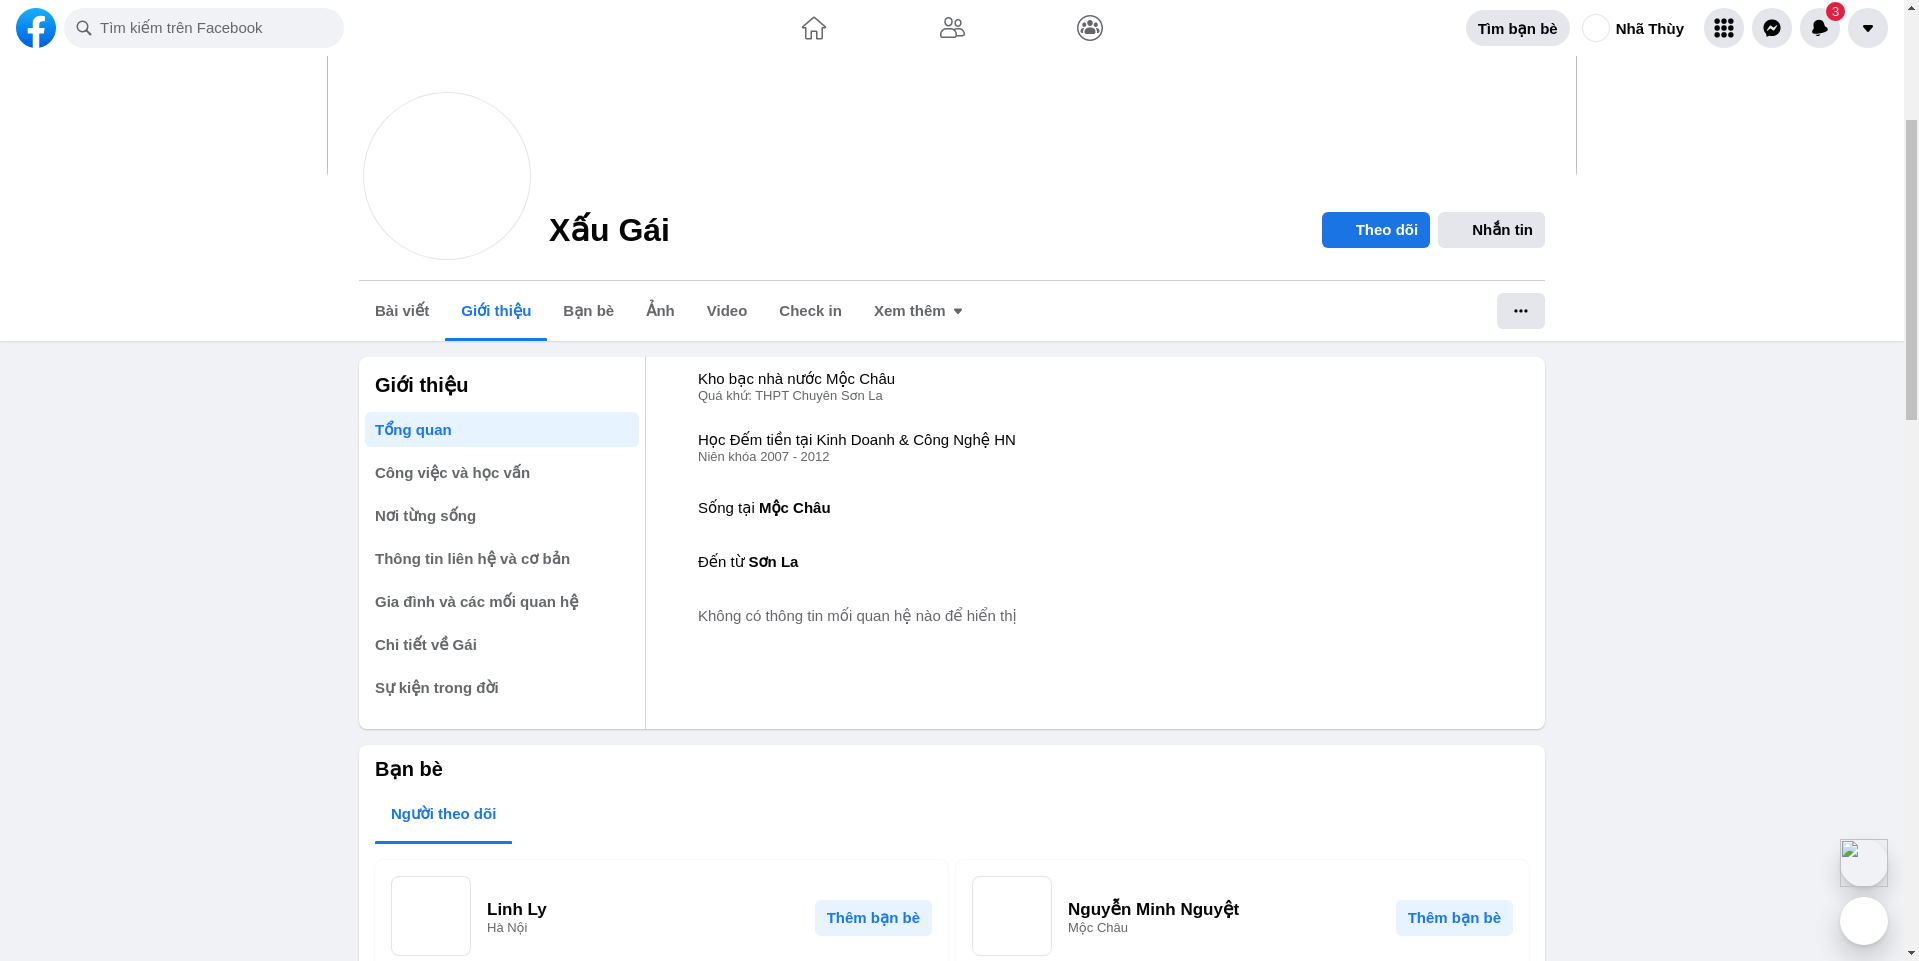 Tìm kiếm trên Facebook
Tìm bạn bè
Nhã Thùy
3
Xấu Gái
Theo dõi
Nhắn tin
Bài viết
Giới thiệu
Bạn bè
Ảnh
Video
Check in
Xem thêm
Giới thiệu
Tổng quan
Công việc và học vấn
Nơi từng sống
Thông tin liên hệ và cơ bản
Gia đình và các mối quan hệ
Chi tiết về Gái
Sự kiện trong đời
Kho bạc nhà nước Mộc Châu
Quá khứ: THPT Chuyên Sơn La
Học Đếm tiền tại Kinh Doanh & Công Nghệ HN
Niên khóa 2007 - 2012
Sống tại Mộc Châu
Đến từ Sơn La
Không có thông tin mối quan hệ nào để hiển thị
Bạn bè
Người theo dõi
Linh Ly
Hà Nội
Thêm bạn bè
Nguyễn Minh Nguyệt
Mộc Châu
Thêm bạn bè